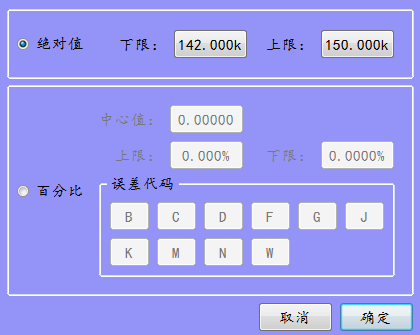 绝对值 下限： 142.000k 上限： 150.000k
中心值： 0.00000
上限： 0.000% 下限： 0.0000%
百分比
误差代码
B C D F G J
K M N W
取消 确定